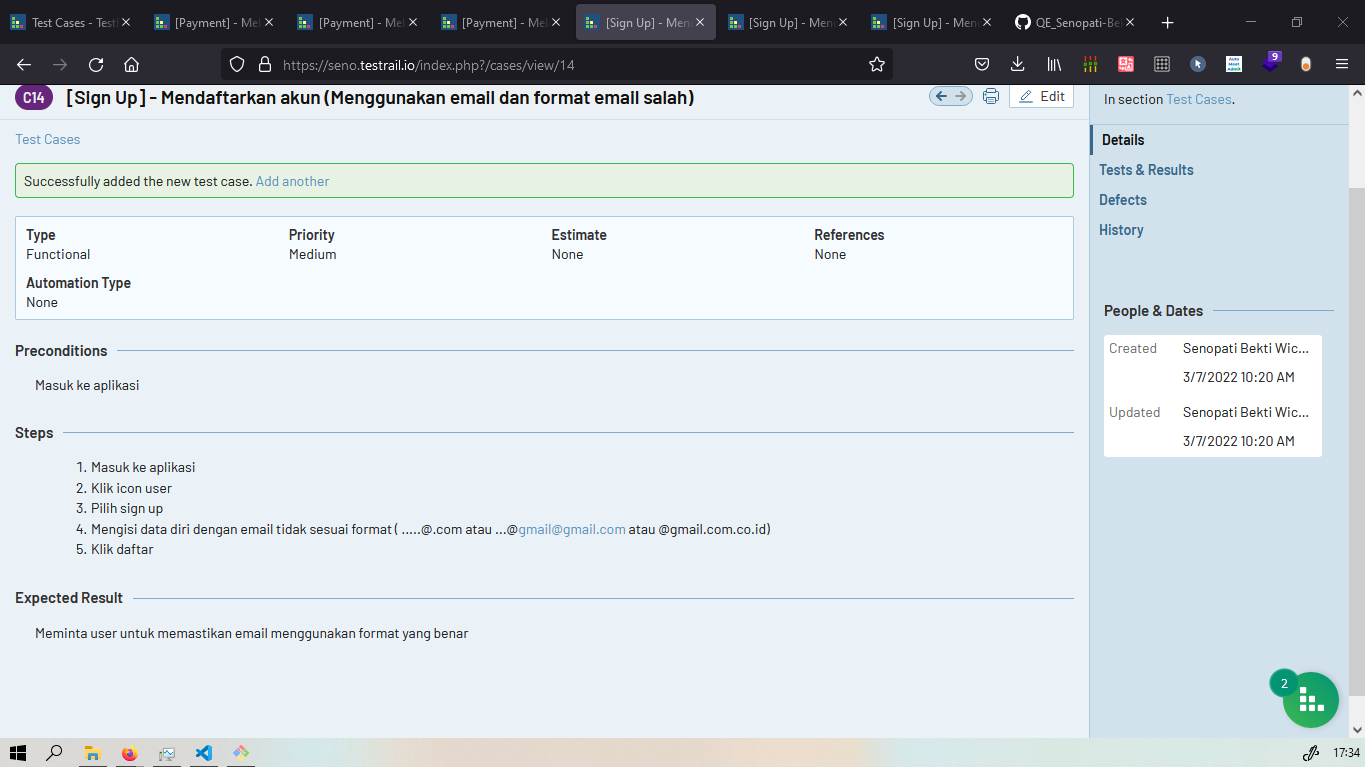 Test Cases - TestR
[Payment] - Mel
[Payment] - Mel
[Payment] - Mel
[Sign Up] - Mend
[Sign Up] - Mend
[Sign Up] - Mend
QE_Senopati-Be
https://seno.testrail.io/index.php?/cases/view/14
9
C14 [Sign Up] - Mendaftarkan akun (Menggunakan email dan format email salah)
Edit
In section Test Cases.
Test Cases
Details
Tests & Results
Defects
History
Successfully added the new test case. Add another
Type
Functional
Priority
Medium
Estimate
None
References
None
Automation Type
None
People & Dates
Created
Senopati Bekti Wic...
3/7/2022 10:20 AM
Updated
Senopati Bekti Wic...
3/7/2022 10:20 AM
Preconditions
Masuk ke aplikasi
Steps
1. Masuk ke aplikasi
2. Klik icon user
3. Pilih sign up
4. Mengisi data diri dengan email tidak sesuai format ( .....@.com atau ...@gmail@gmail.com atau @gmail.com.co.id)
5. Klik daftar
Expected Result
Meminta user untuk memastikan email menggunakan format yang benar
2
17:34